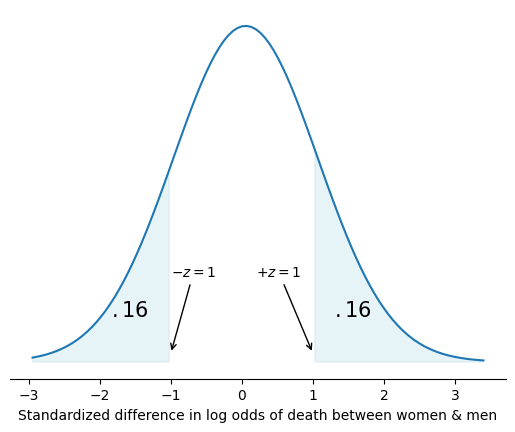 −z = 1
+z = 1
.16
.16
−3 −2 −1 0 1 2 3
Standardized difference in log odds of death between women & men